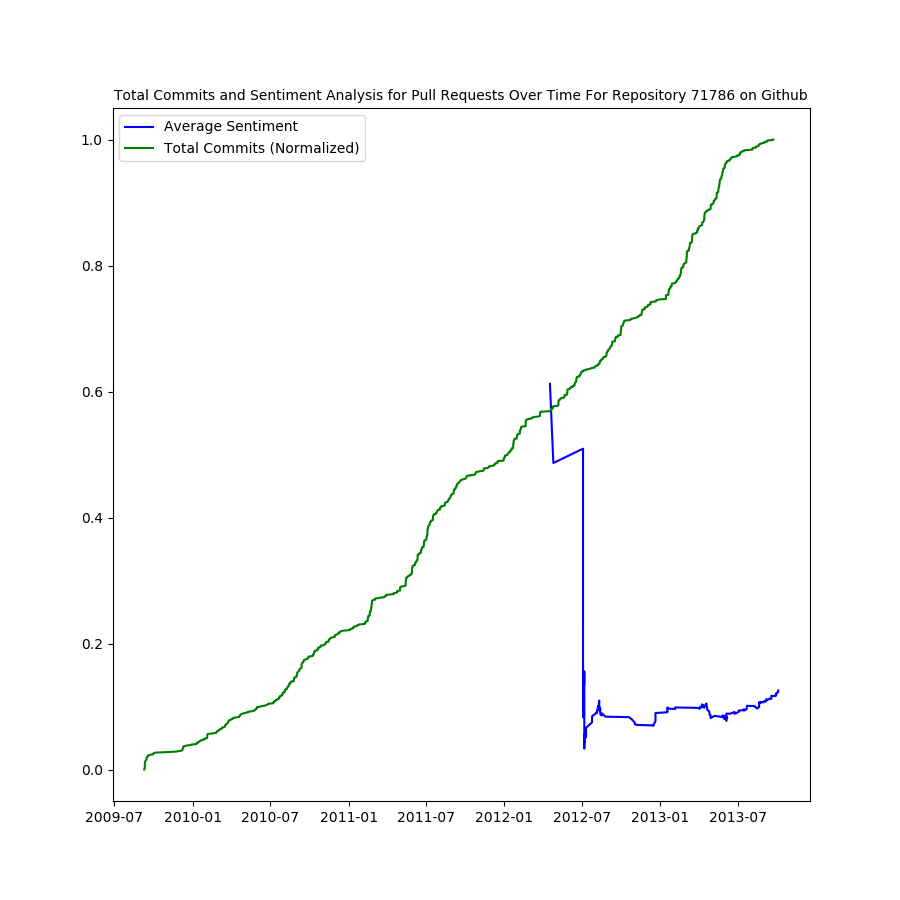 Total Commits and Sentiment Analysis for Pull Requests Over Time For Repository 71786 on Github
Average Sentiment
Total Commits (Normalized)
1.0
0.8
0.6
0.4
0.2
0.0
2009-07 2010-01 2010-07 2011-01 2011-07 2012-01 2012-07 2013-01 2013-07